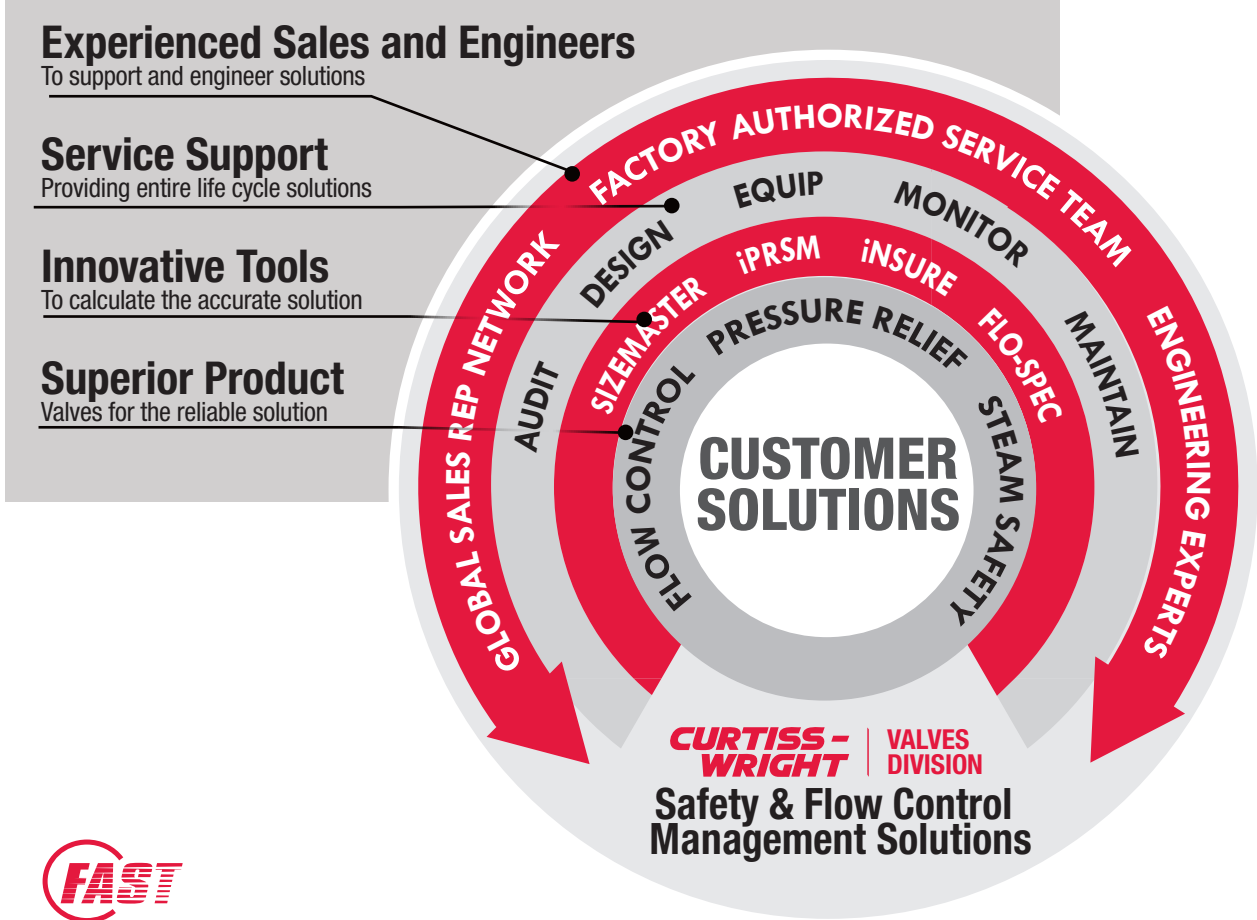 Experienced Sales and Engineers
To support and engineer solutions
Service Support
Providing entire life cycle solutions
Innovative Tools
To calculate the accurate solution
Superior Product
Valves for the reliable solution
GLOBAL SALES REP NETWORK
FACTORY AUTHORIZED SERVICE TEAM
ENGINEERING EXPERTS
AUDIT
DESIGN
EQUIP
MONITOR
MAINTAIN
SIZEMASTER
iPRSM
iNSURE
FLO-SPEC
FLOW CONTROL
PRESSURE RELIEF
STEAM SAFETY
CUSTOMER
SOLUTIONS
CURTISS-
WRIGHT
VALVES
DIVISION
Safety & Flow Control
Management Solutions
FAST